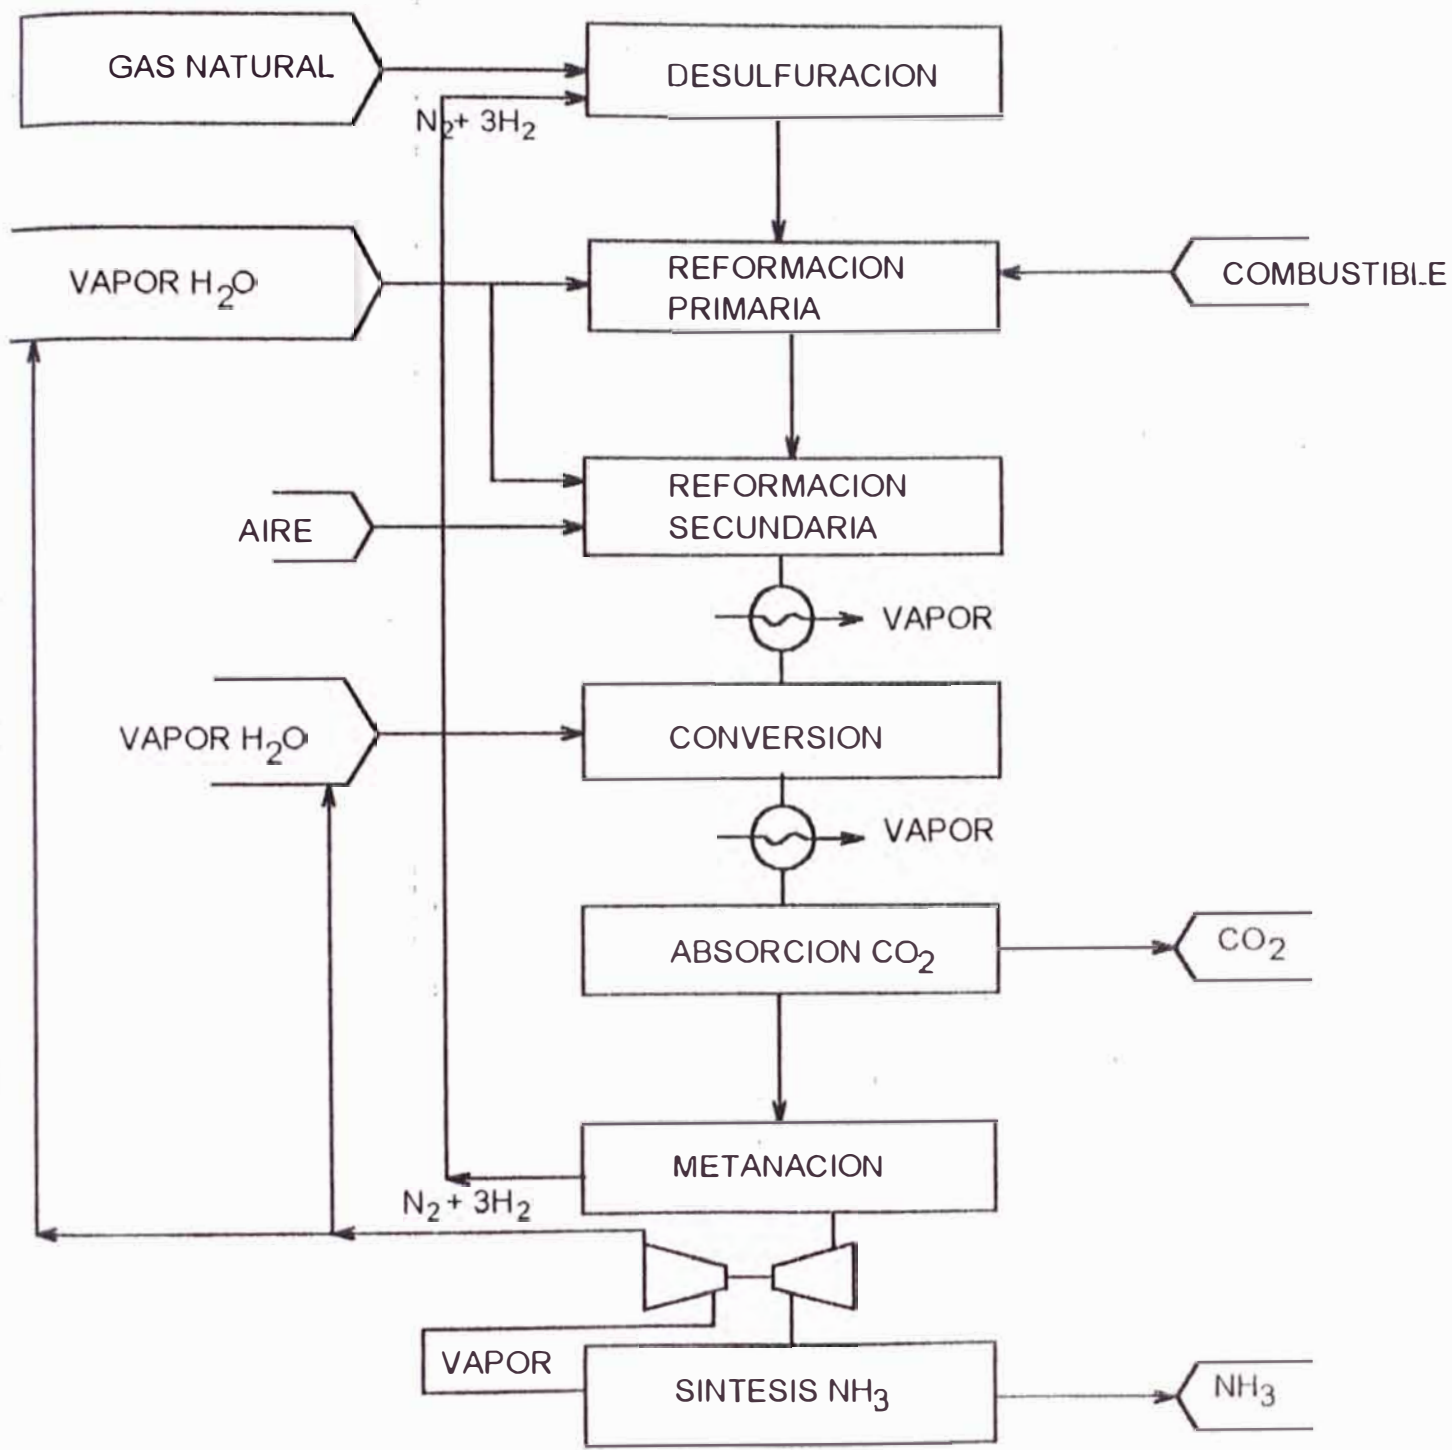 GAS NATURAL
DESULFURACION
N₂+ 3H₂
VAPOR H₂O
REFORMACION
PRIMARIA
COMBUSTIBLE
REFORMACION
SECUNDARIA
AIRE
VAPOR
VAPOR H₂O
CONVERSION
VAPOR
ABSORCION CO₂
CO₂
METANACION
N₂ + 3H₂
VAPOR
SINTESIS NH₃
NH₃